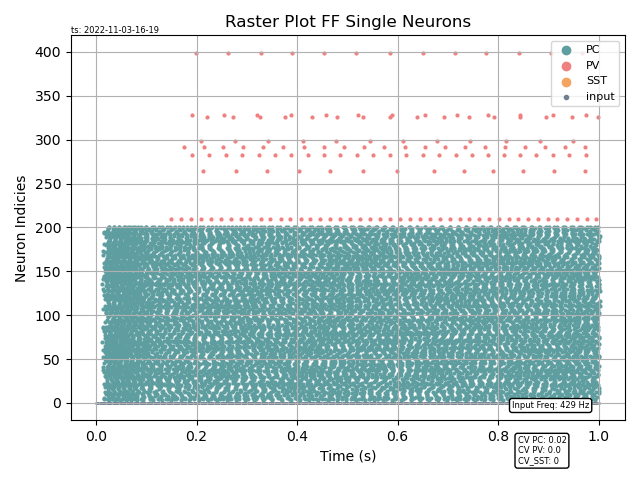 Raster Plot FF Single Neurons
ts: 2022-11-03-16-19
PC
PV
SST
input
400
350
300
250
200
150
100
50
0
Neuron Indicies
Input Freq: 429 Hz
0.0 0.2 0.4 0.6 0.8 1.0
Time (s)
CV PC: 0.02
CV PV: 0.0
CV_SST: 0